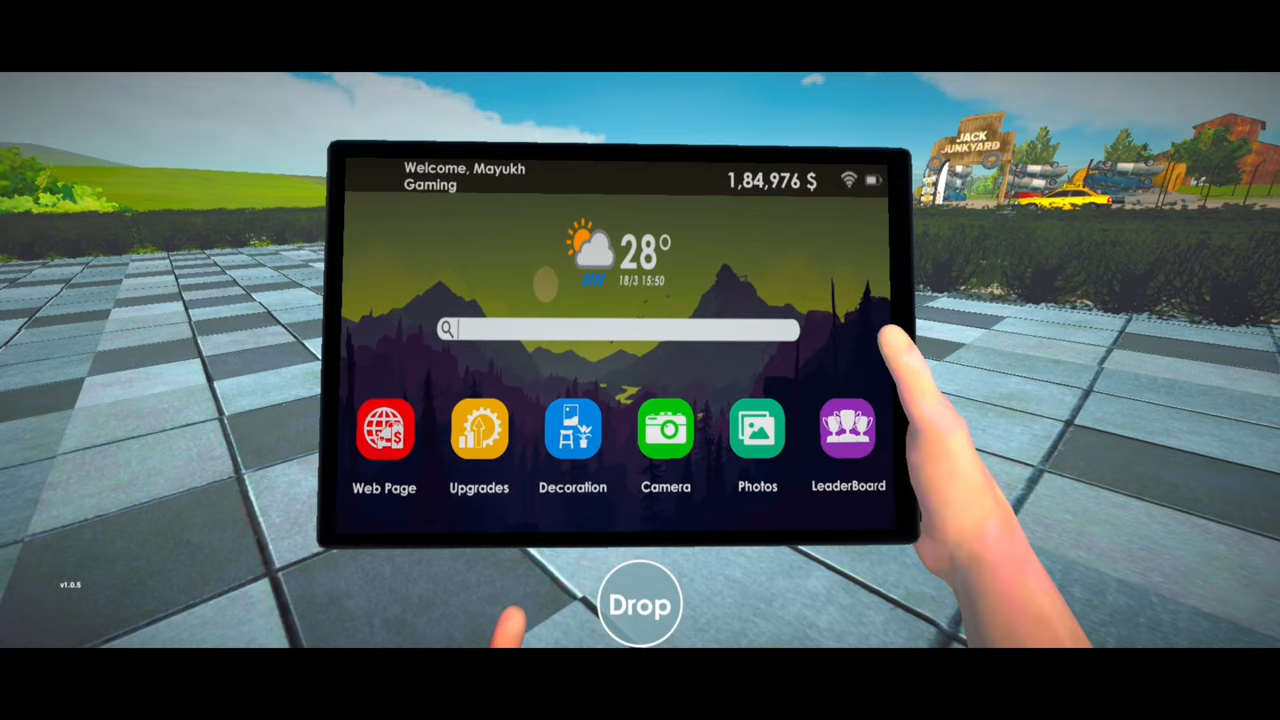 JACK
JUNKYARD
Welcome, Mayukh
Gaming
1,84,976 $
28°
18/3 15:50
Web Page
Upgrades
Decoration
Camera
Photos
LeaderBoard
v1.0.5
Drop